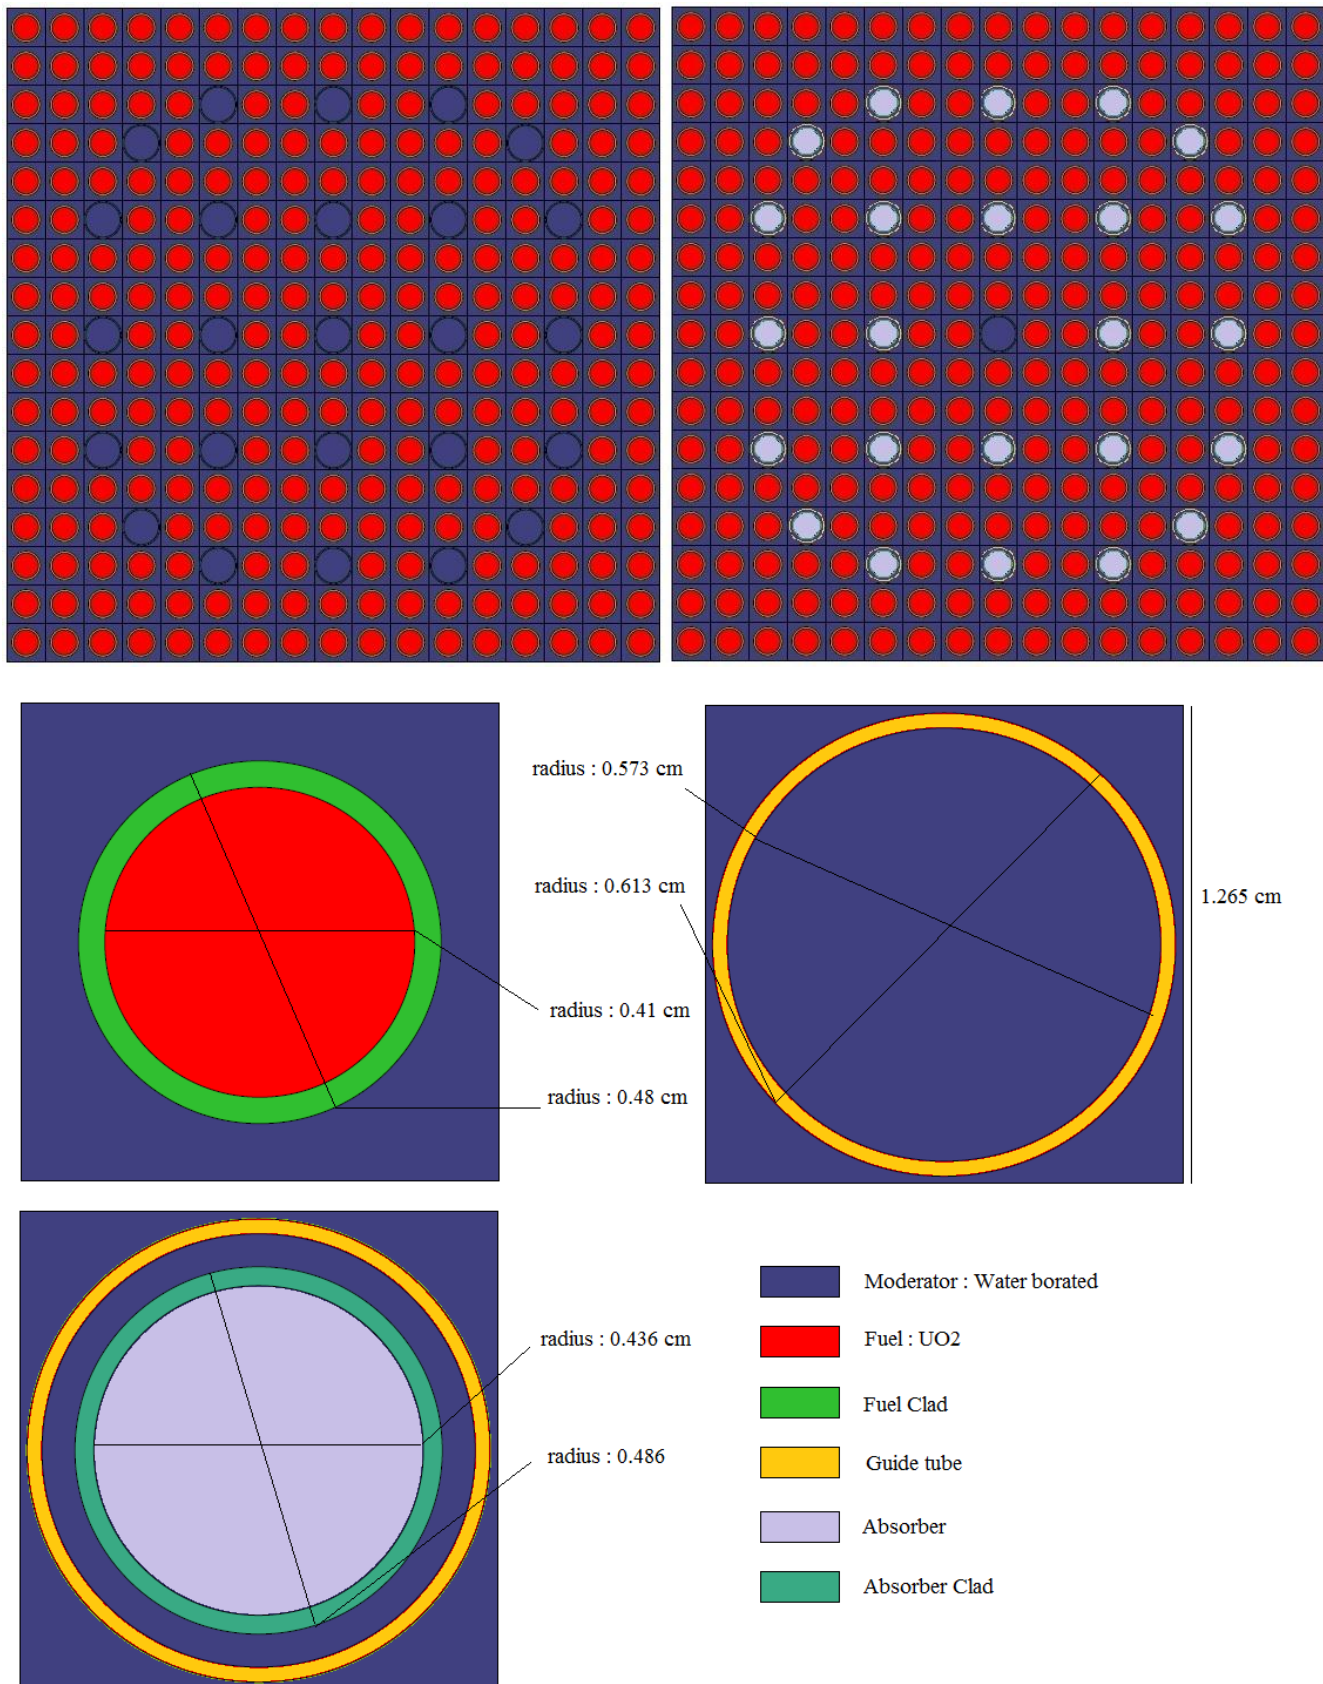 radius : 0.573 cm
radius : 0.613 cm
1.265 cm
radius : 0.41 cm
radius : 0.48 cm
radius : 0.436 cm
radius : 0.486
Moderator : Water borated
Fuel : UO2
Fuel Clad
Guide tube
Absorber
Absorber Clad